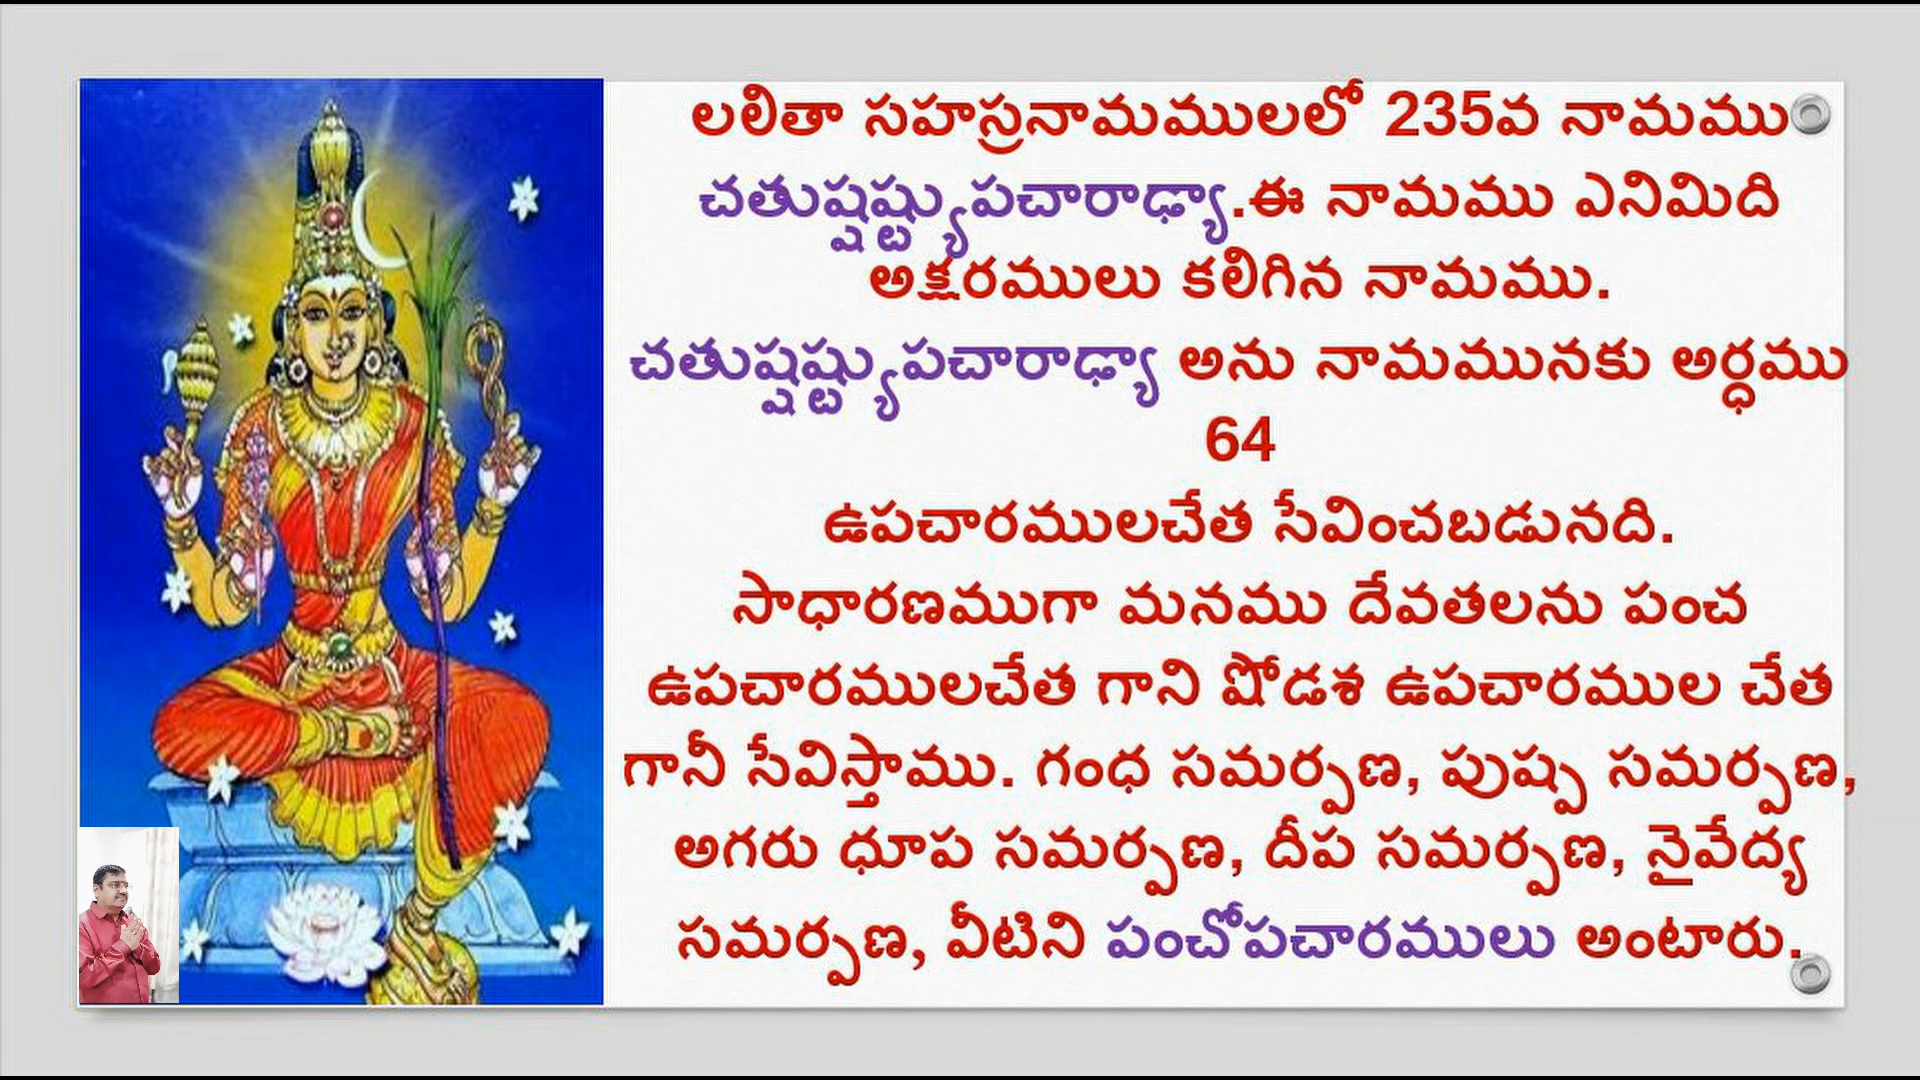 లలితా సహస్రనామములలో 235వ నామము
చతుష్షష్ట్యుపచారాఢ్యా.ఈ నామము ఎనిమిది
అక్షరములు కలిగిన నామము.
చతుష్షష్ట్యుపచారాఢ్యా అను నామమునకు అర్ధము
64
ఉపచారములచేత సేవించబడునది.
సాధారణముగా మనము దేవతలను పంచ
ఉపచారములచేత గాని షోడశ ఉపచారముల చేత
గానీ సేవిస్తాము. గంధ సమర్పణ, పుష్ప సమర్పణ,
అగరు ధూప సమర్పణ, దీప సమర్పణ, నైవేద్య
సమర్పణ, వీటిని పంచోపచారములు అంటారు.